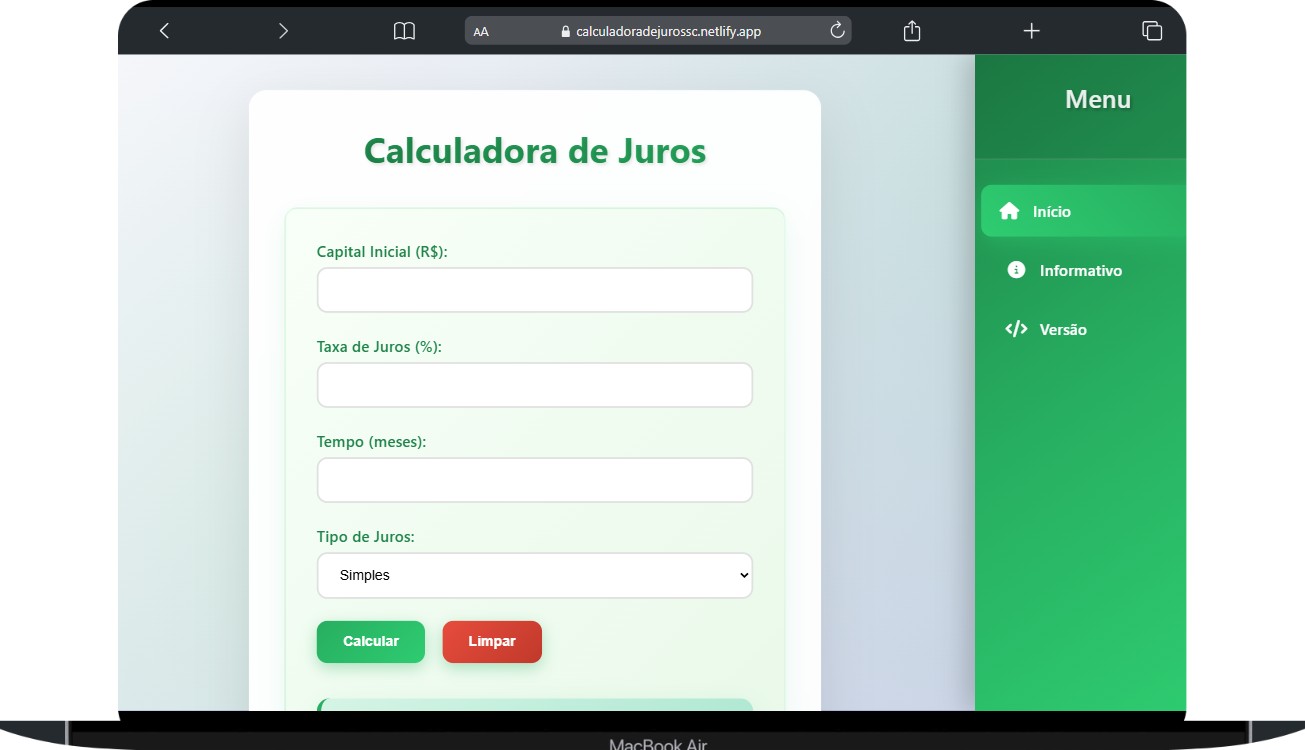 AA
calculadoradejurossc.netlify.app
Menu
Calculadora de Juros
Início
Capital Inicial (R$):
Informativo
Versão
Taxa de Juros (%):
Tempo (meses):
Tipo de Juros:
Simples
Calcular
Limpar
MacBook Air